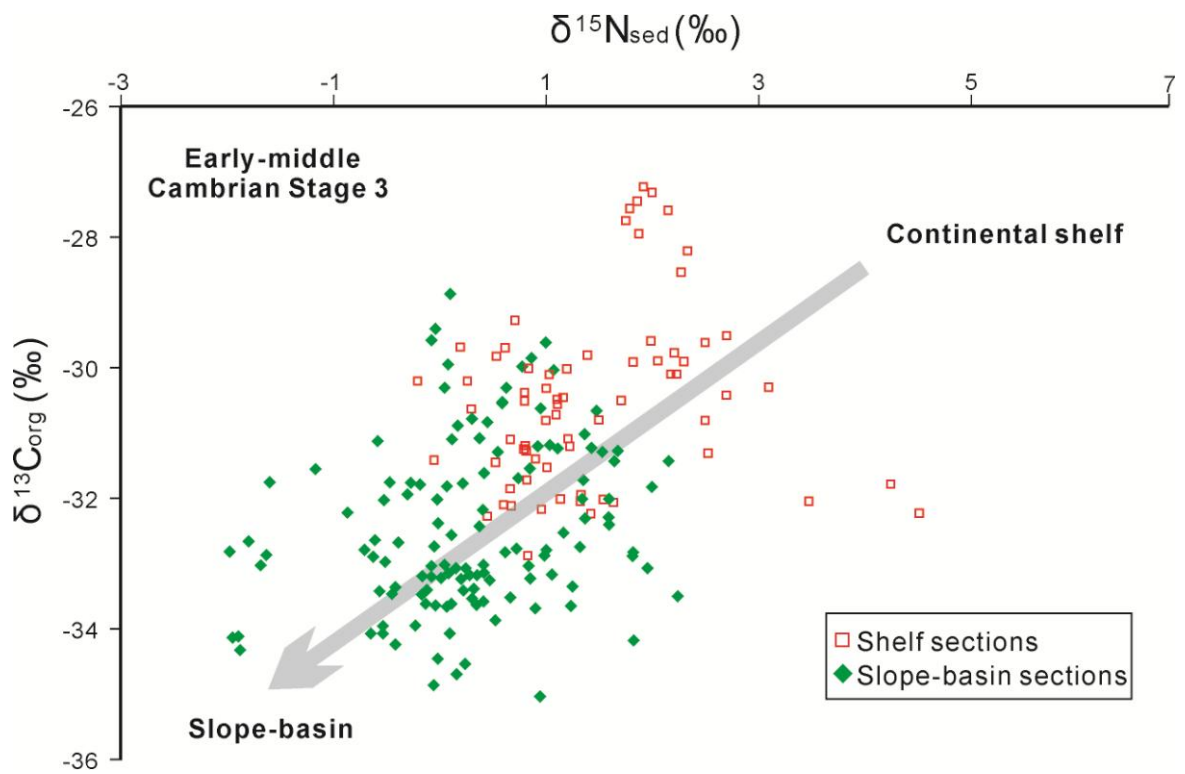 δ¹⁵Nsed (‰)
-3 -1 1 3 5 7
-26
Early-middle
Cambrian Stage 3
-28
Continental shelf
-30
δ¹³Corg (‰)
-32
-34
Shelf sections
Slope-basin sections
Slope-basin
-36